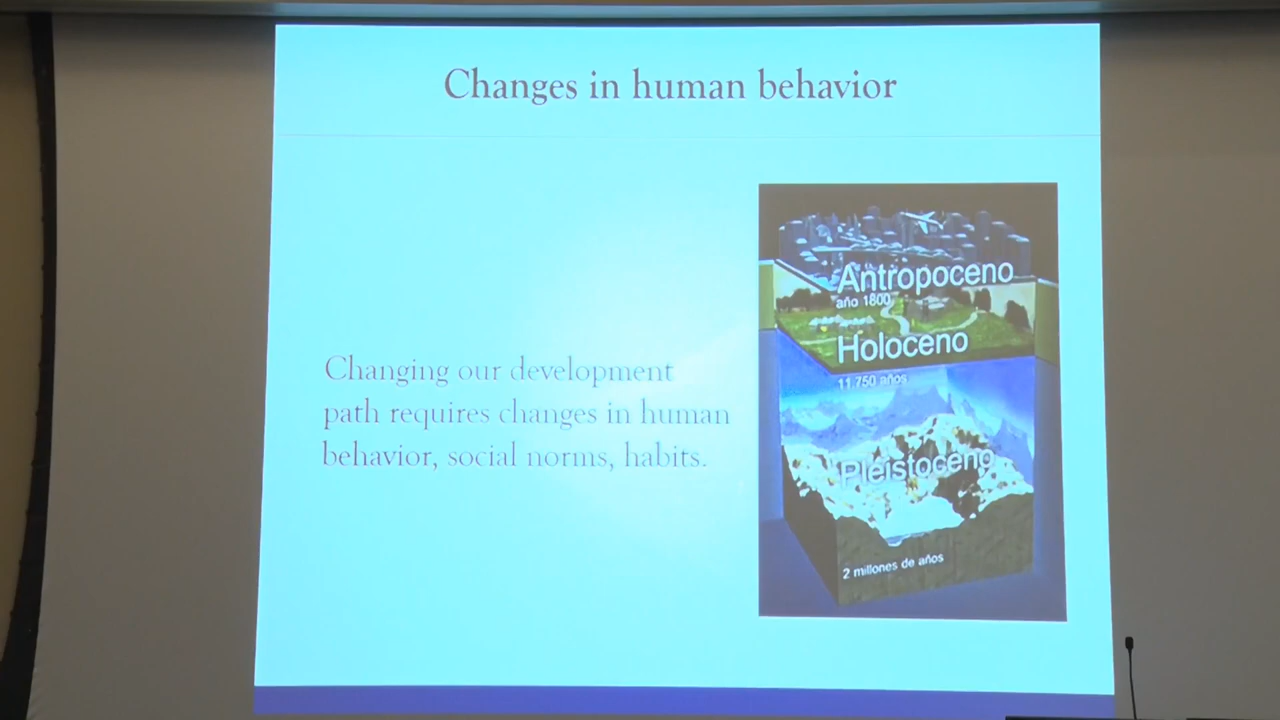 Changes in human behavior
Changing our development
path requires changes in human
behavior, social norms, habits.
Antropoceno
año 1800
Holoceno
11.750 años
Pleistoceno
2 millones de años